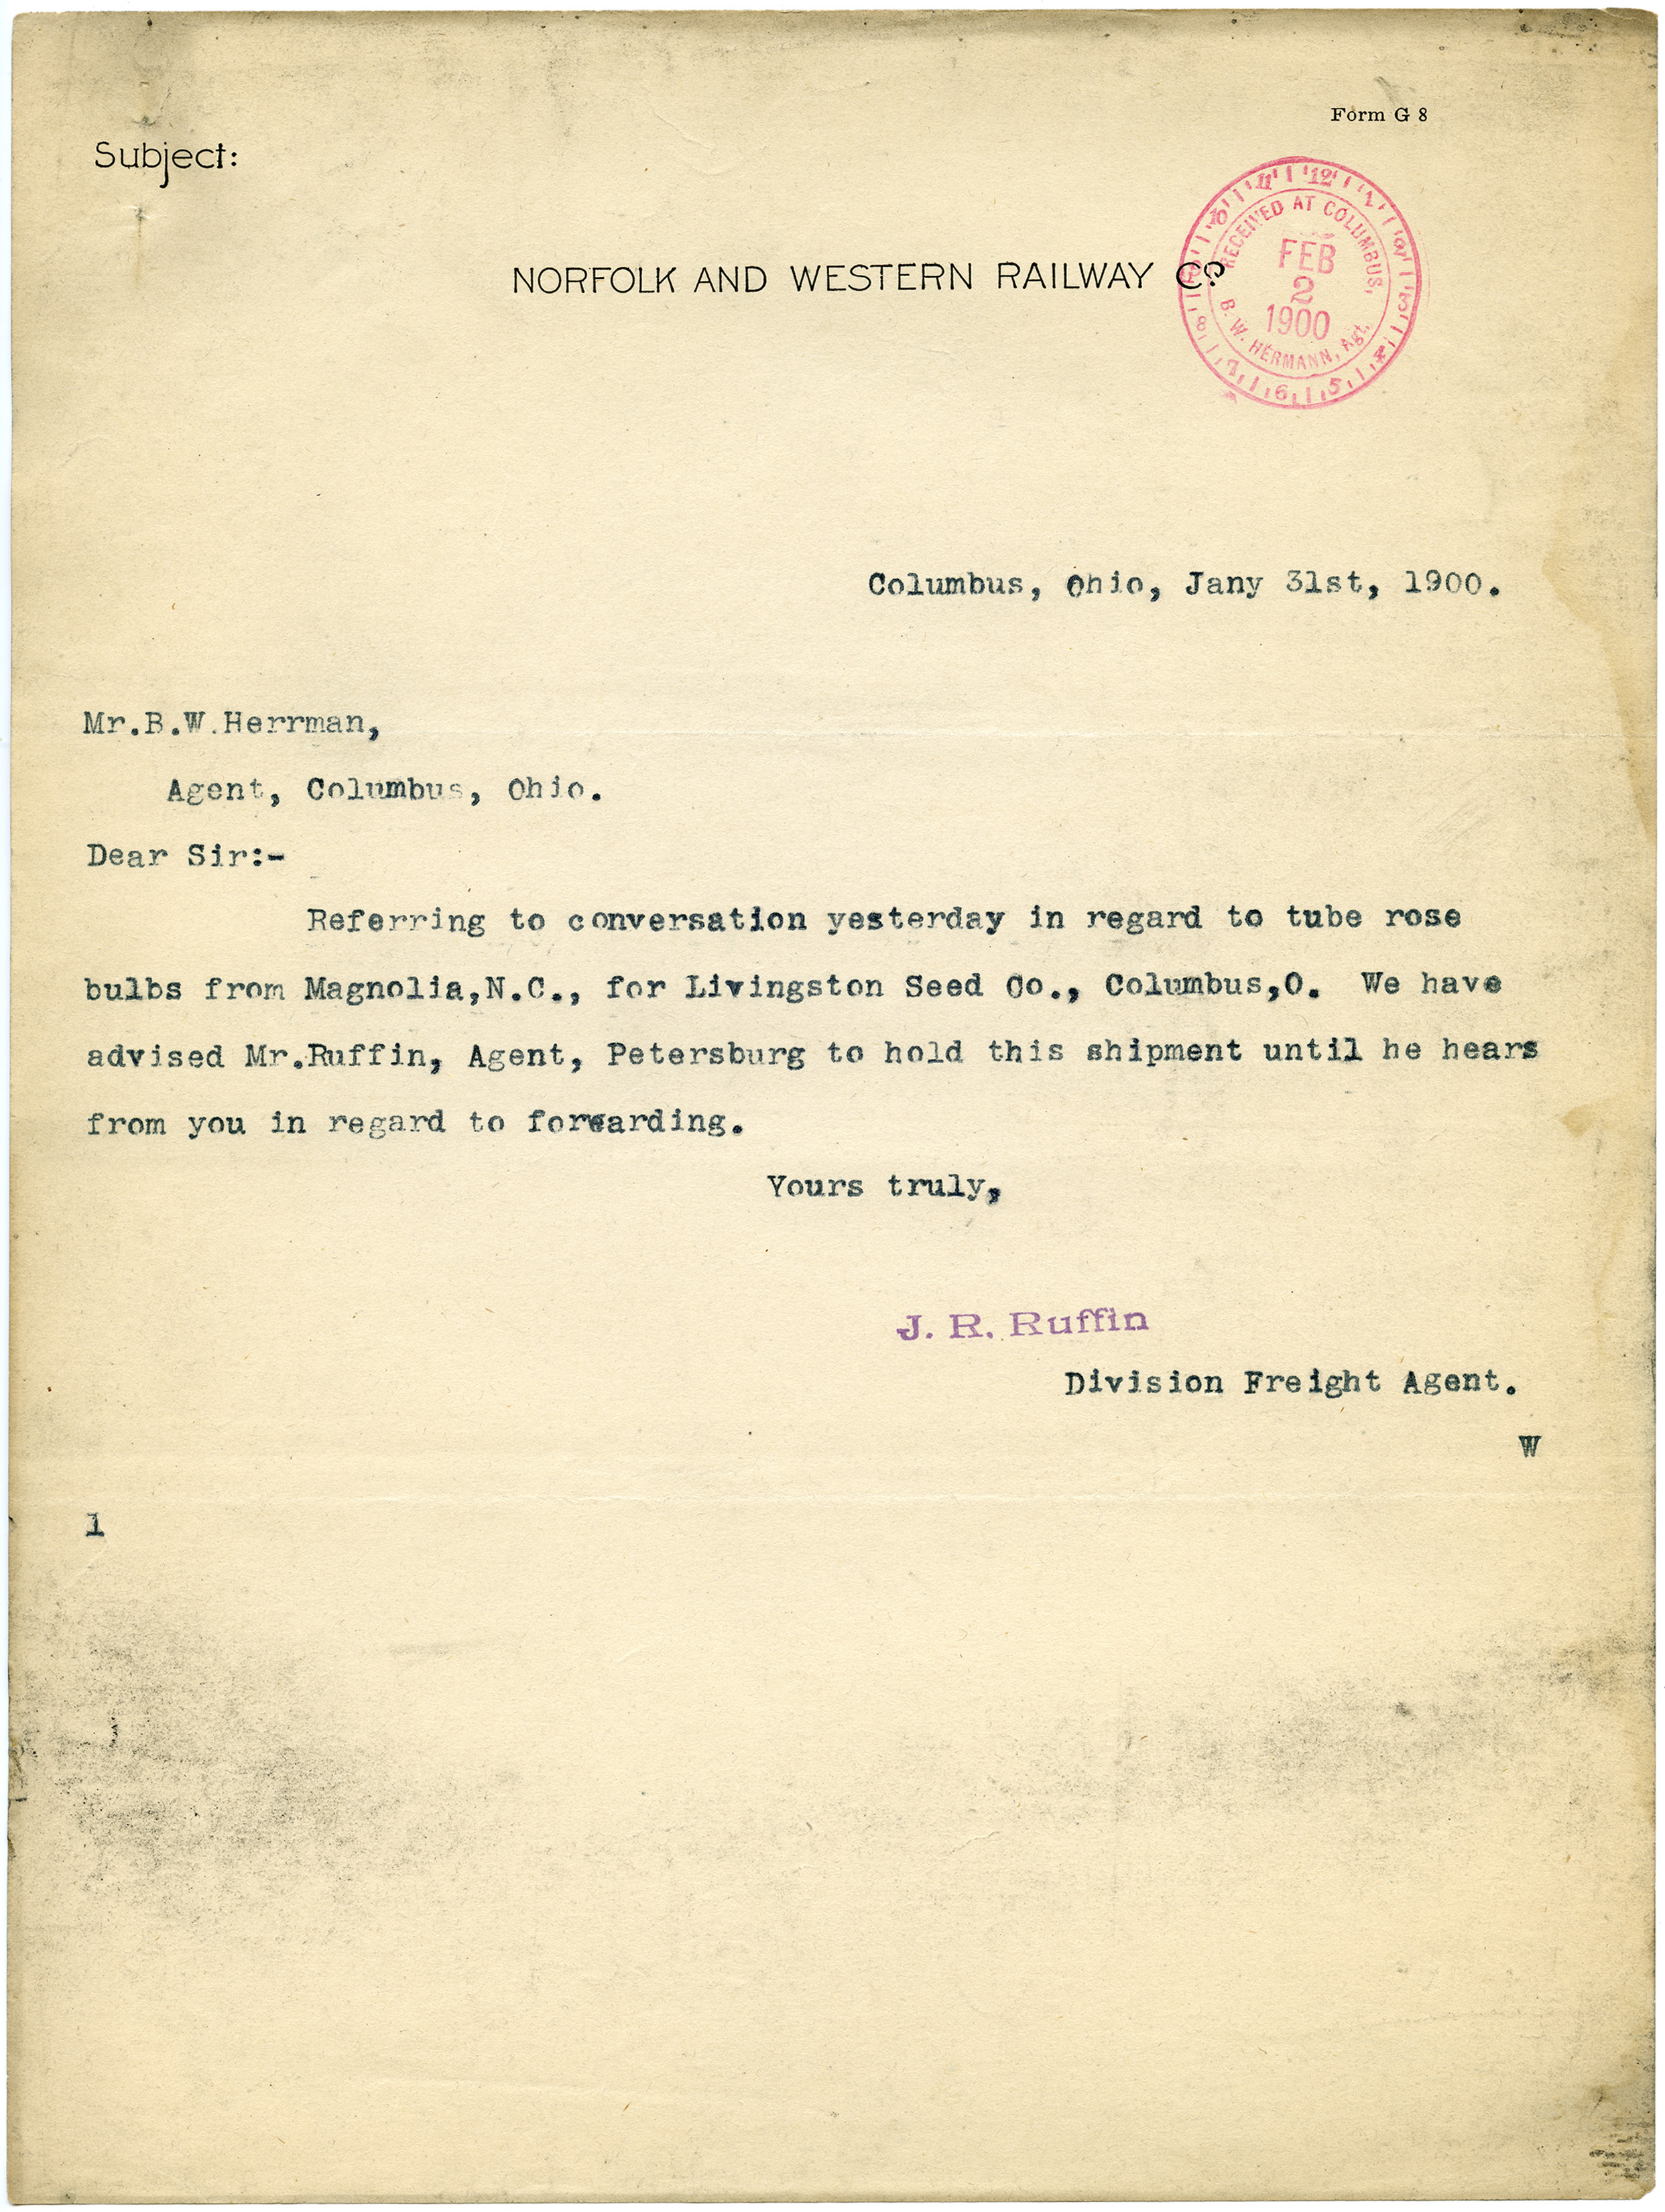 Form G 8
Subject:
NORFOLK AND WESTERN RAILWAY Co.
RECEIVED AT COLUMBUS,
FEB
2
1900
B. W. HERMANN, Agt.
12 1 2 3 4 5 6 7 8 9 10 11
Columbus, Ohio, Jany 31st, 1900.
Mr.B.W.Herrman,
Agent, Columbus, Ohio.
Dear Sir:-
Referring to conversation yesterday in regard to tube rose
bulbs from Magnolia,N.C., for Livingston Seed Co., Columbus,O. We have
advised Mr.Ruffin, Agent, Petersburg to hold this shipment until he hears
from you in regard to forwarding.
Yours truly,
J. R. Ruffin
Division Freight Agent.
W
1